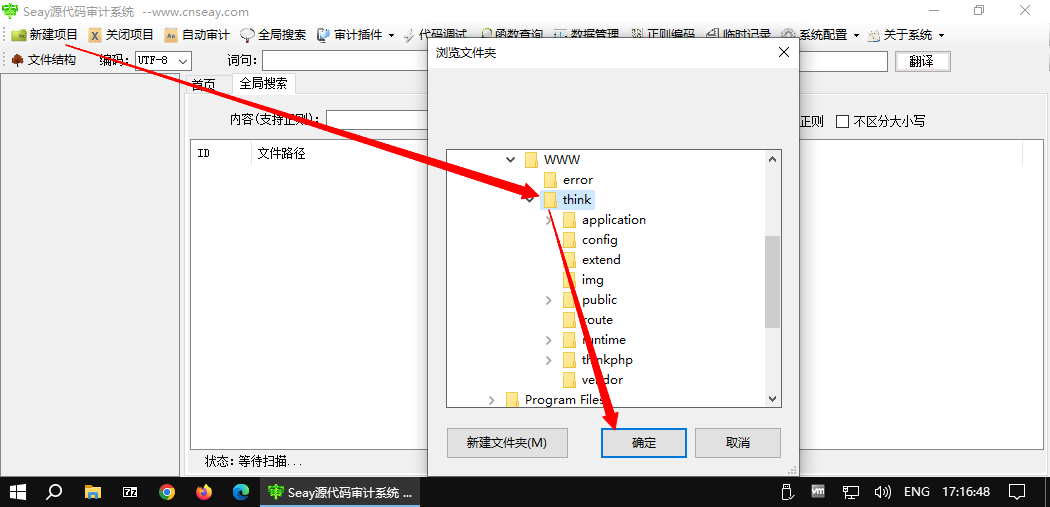 Seay源代码审计系统 --www.cnseay.com
新建项目 关闭项目 自动审计 全局搜索 审计插件 代码调试 函数查询 数据管理 正则编码 临时记录 系统配置 关于系统
文件结构 编码: UTF-8 词句: 翻译
首页 全局搜索
内容(支持正则): 正则 不区分大小写
ID 文件路径
浏览文件夹
WWW
error
think
application
config
extend
img
public
route
runtime
thinkphp
vendor
Program Files
新建文件夹(M) 确定 取消
状态:等待扫描...
Seay源代码审计系统 ... ENG 17:16:48